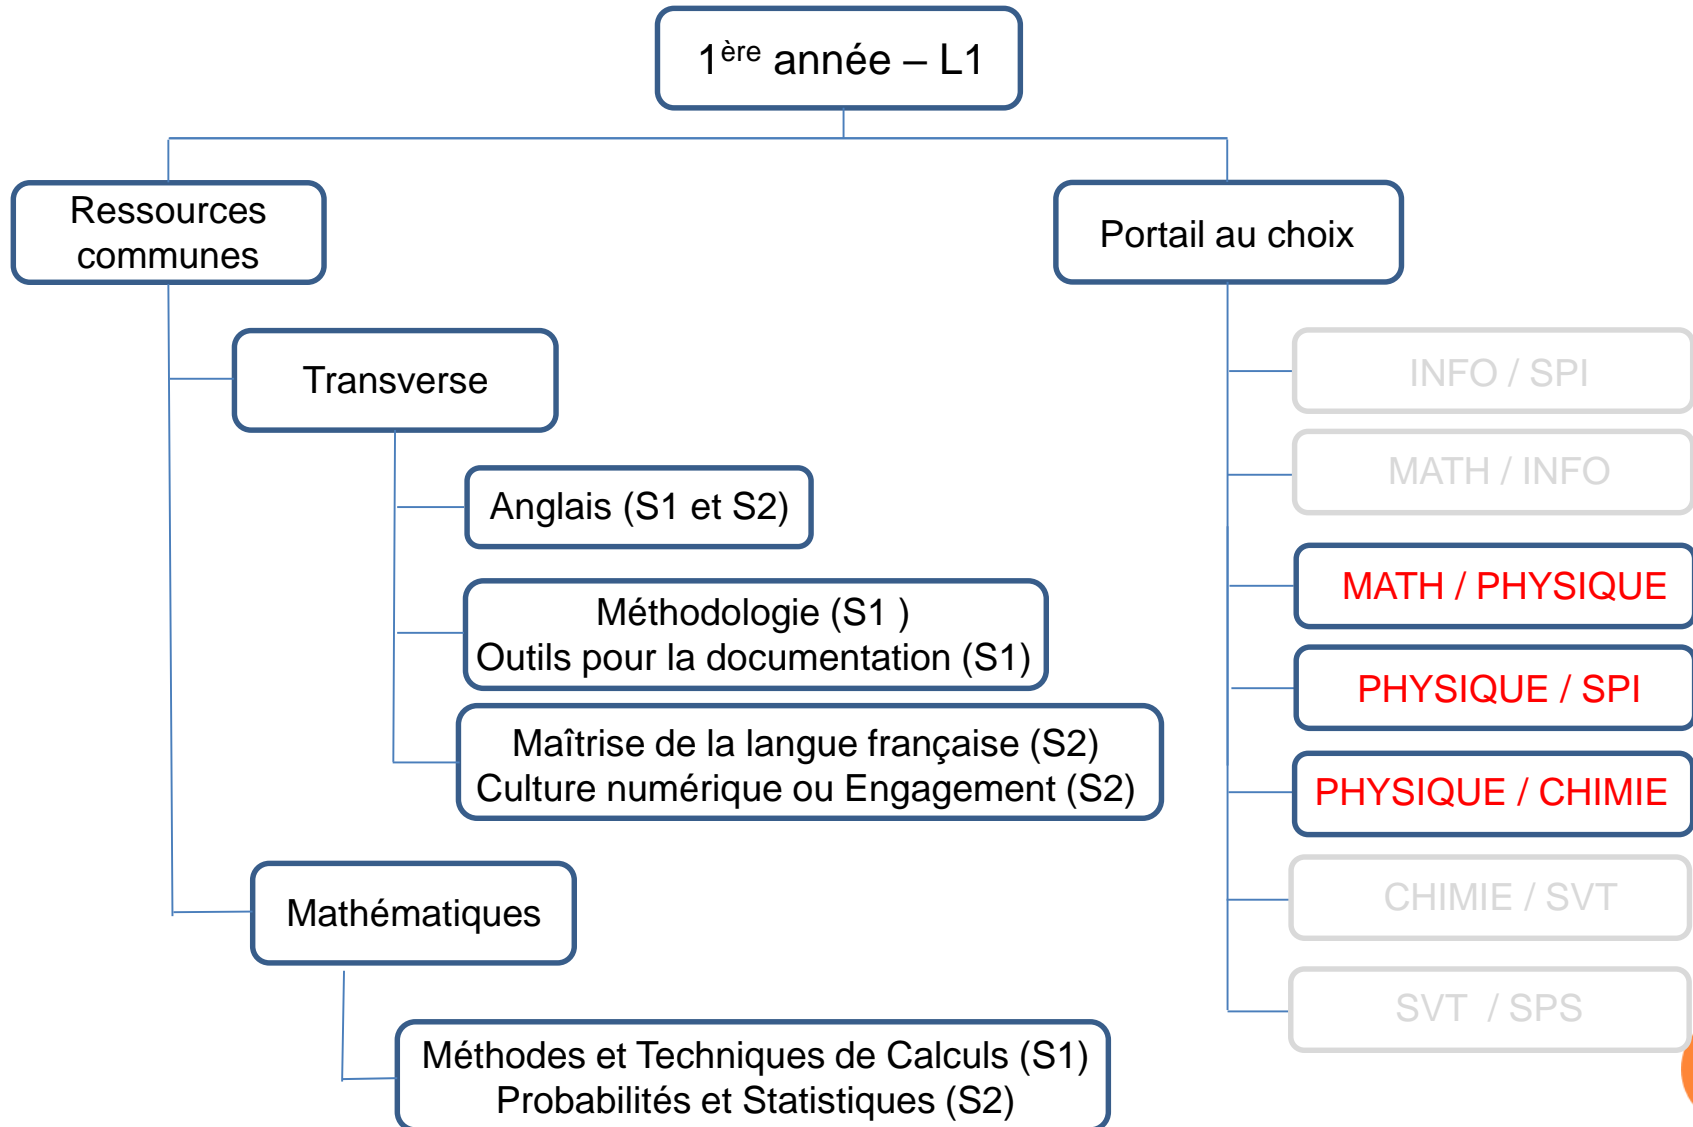 1ère année – L1
Ressources
communes
Portail au choix
Transverse
Anglais (S1 et S2)
Méthodologie (S1 )
Outils pour la documentation (S1)
Maîtrise de la langue française (S2)
Culture numérique ou Engagement (S2)
Mathématiques
Méthodes et Techniques de Calculs (S1)
Probabilités et Statistiques (S2)
INFO / SPI
MATH / INFO
MATH / PHYSIQUE
PHYSIQUE / SPI
PHYSIQUE / CHIMIE
CHIMIE / SVT
SVT / SPS